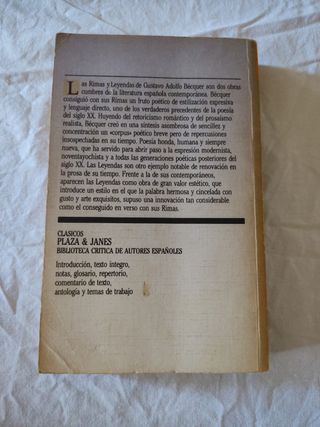 Las Rimas y Leyendas de Gustavo Adolfo Bécquer son dos obras
cumbres de la literatura española contemporánea. Bécquer
consiguió con sus Rimas un fruto poético de estilización expresiva
y lenguaje directo, uno de los verdaderos precedentes de la poesía
del siglo XX. Huyendo del retoricismo romántico y del prosaísmo
realista, Bécquer creó en una síntesis asombrosa de sencillez y
concentración un «corpus» poético breve pero de repercusiones
insospechadas en su tiempo. Poesía honda, humana y siempre
nueva, que ha servido para abrir paso a la expresión modernista,
noventayochista y a todas las generaciones poéticas posteriores del
siglo XX. Las Leyendas son otro ejemplo notable de renovación en
la prosa de su tiempo. Frente a la de sus contemporáneos,
aparecen las Leyendas como obra de gran valor estético, que
introduce un estilo en el que la palabra hermosa y cincelada con
gusto y arte exquisitos, supuso una innovación tan considerable
como el conseguido en verso con sus Rimas.
CLASICOS
PLAZA & JANES
BIBLIOTECA CRITICA DE AUTORES ESPAÑOLES
Introducción, texto íntegro,
notas, glosario, repertorio,
comentario de texto,
antología y temas de trabajo